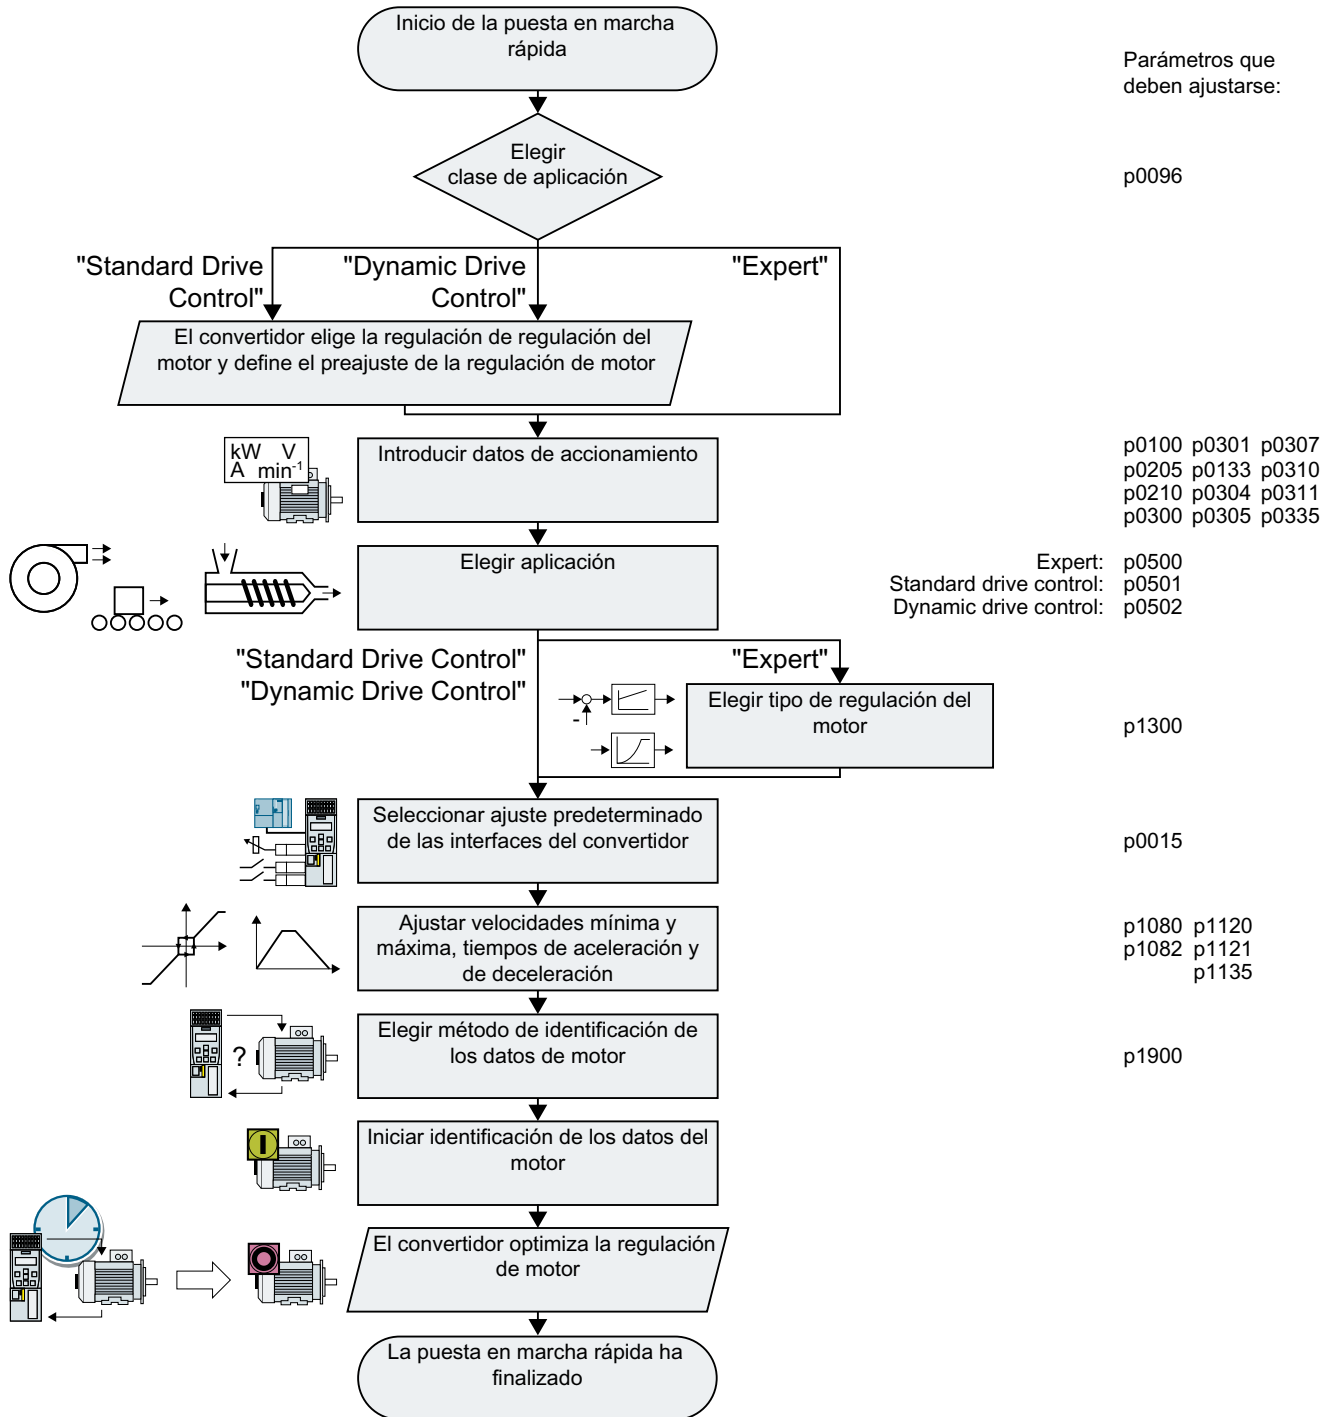 Inicio de la puesta en marcha
rápida
Parámetros que
deben ajustarse:
Elegir
clase de aplicación
p0096
"Standard Drive
Control"
"Dynamic Drive
Control"
"Expert"
El convertidor elige la regulación de regulación del
motor y define el preajuste de la regulación de motor
kW V
A min-1
Introducir datos de accionamiento
p0100 p0301 p0307
p0205 p0133 p0310
p0210 p0304 p0311
p0300 p0305 p0335
Elegir aplicación
Expert: p0500
Standard drive control: p0501
Dynamic drive control: p0502
"Standard Drive Control"
"Dynamic Drive Control"
"Expert"
-
Elegir tipo de regulación del
motor
p1300
Seleccionar ajuste predeterminado
de las interfaces del convertidor
p0015
Ajustar velocidades mínima y
máxima, tiempos de aceleración y
de deceleración
p1080 p1120
p1082 p1121
p1135
?
Elegir método de identificación de
los datos de motor
p1900
Iniciar identificación de los datos del
motor
El convertidor optimiza la regulación
de motor
La puesta en marcha rápida ha
finalizado